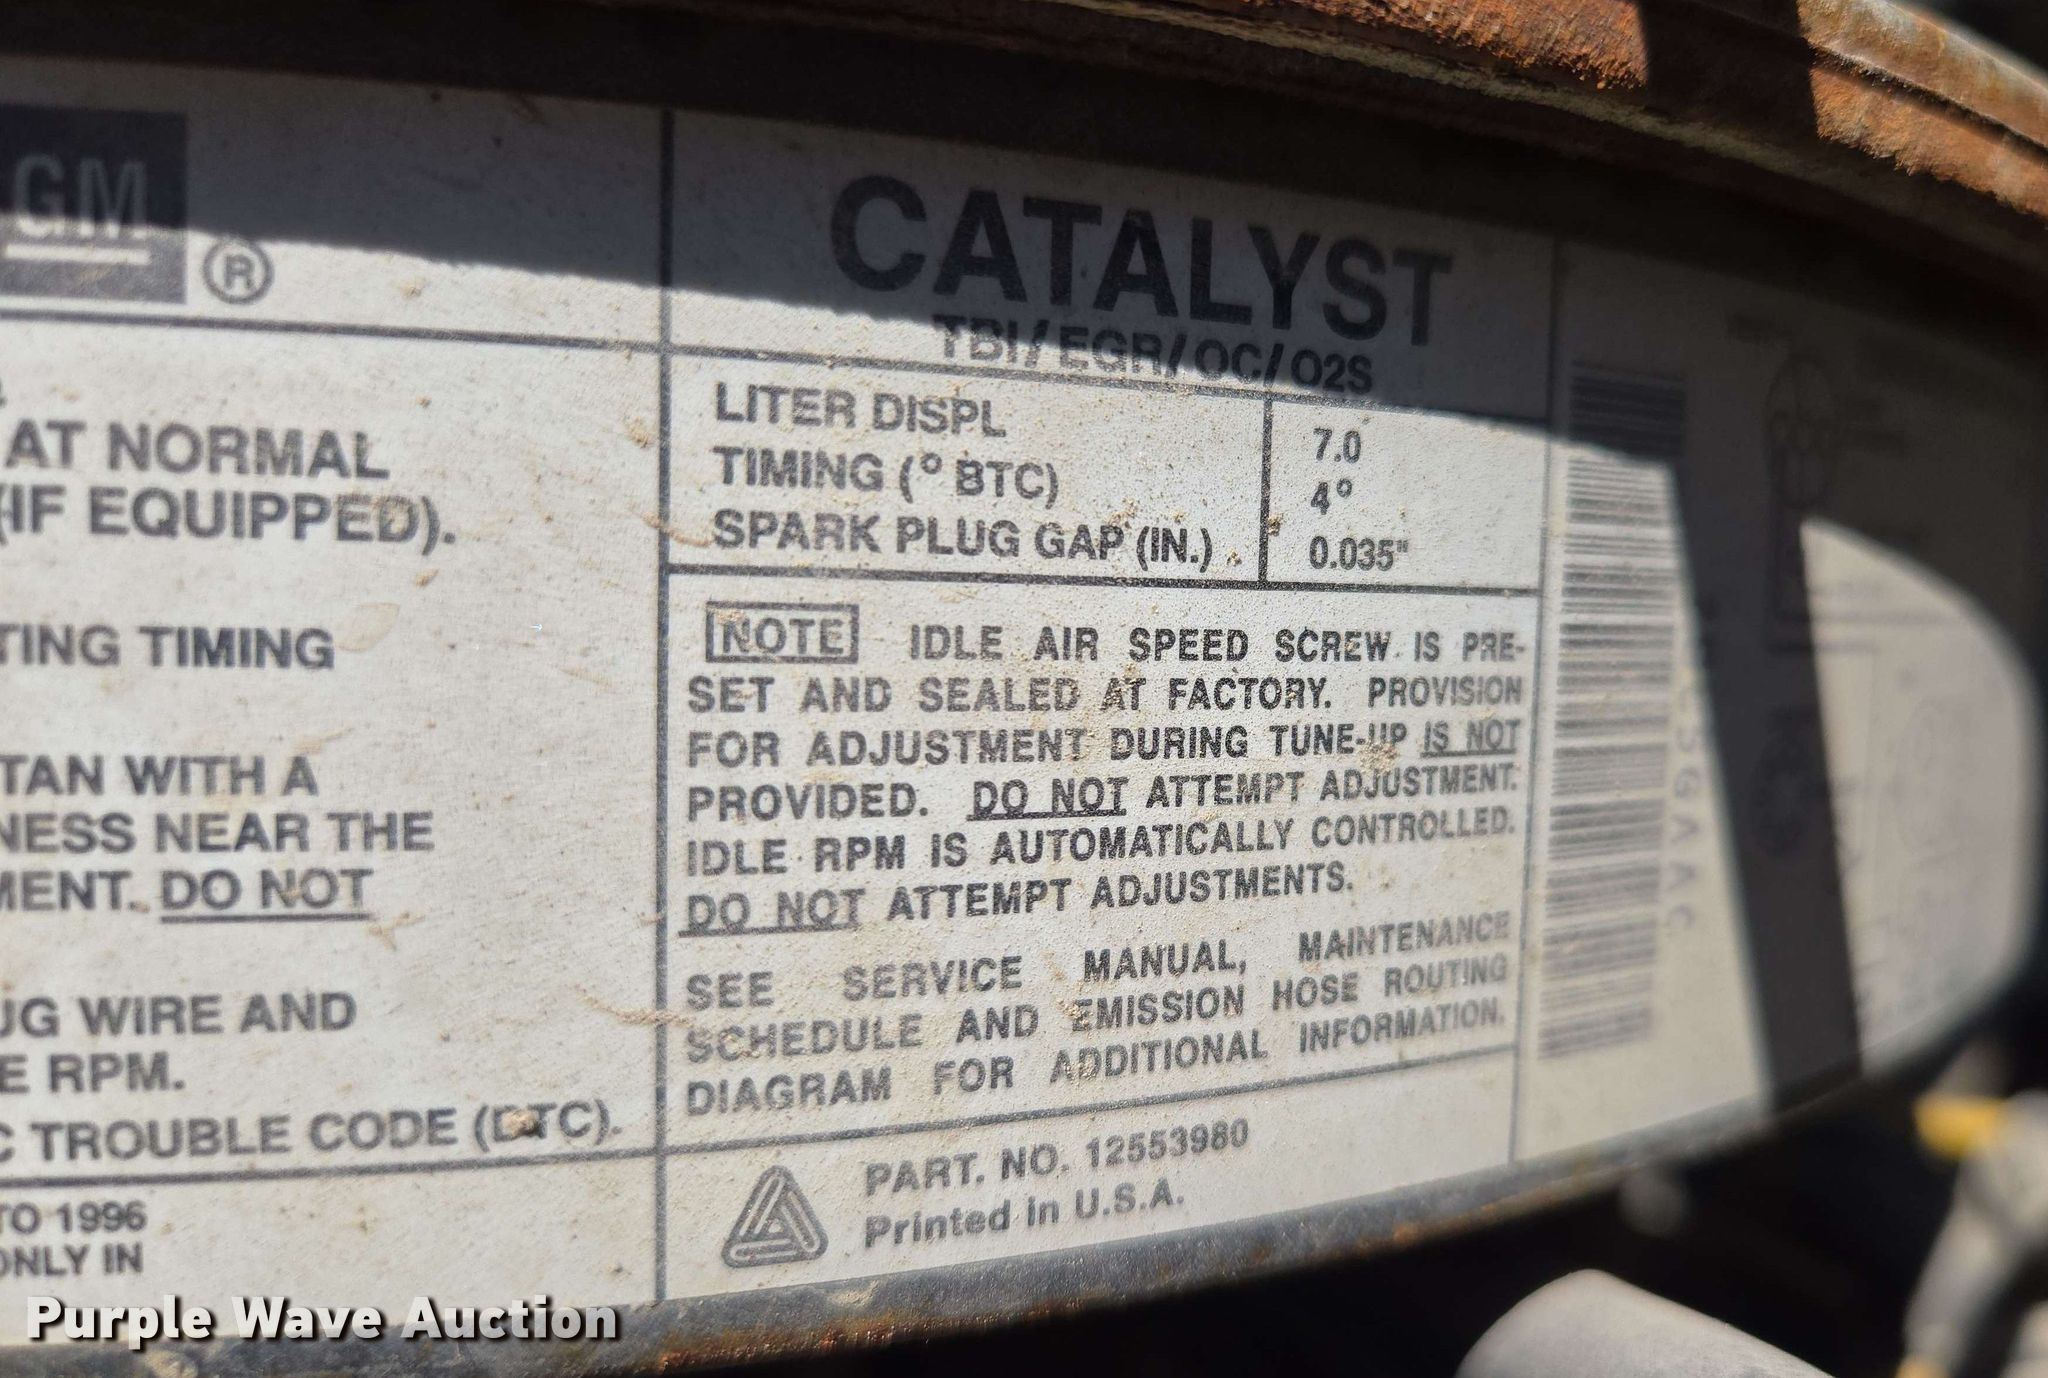 GM
®
AT NORMAL
(IF EQUIPPED).
TING TIMING
TAN WITH A
NESS NEAR THE
MENT. DO NOT
UG WIRE AND
E RPM.
C TROUBLE CODE (DTC).
TO 1996
ONLY IN
CATALYST
TBI/EGR/OC/O2S
LITER DISPL 7.0
TIMING (° BTC) 4°
SPARK PLUG GAP (IN.) 0.035"
NOTE IDLE AIR SPEED SCREW IS PRE-
SET AND SEALED AT FACTORY. PROVISION
FOR ADJUSTMENT DURING TUNE-UP IS NOT
PROVIDED. DO NOT ATTEMPT ADJUSTMENT.
IDLE RPM IS AUTOMATICALLY CONTROLLED.
DO NOT ATTEMPT ADJUSTMENTS.
SEE SERVICE MANUAL, MAINTENANCE
SCHEDULE AND EMISSION HOSE ROUTING
DIAGRAM FOR ADDITIONAL INFORMATION.
PART. NO. 12553980
Printed in U.S.A.
Purple Wave Auction